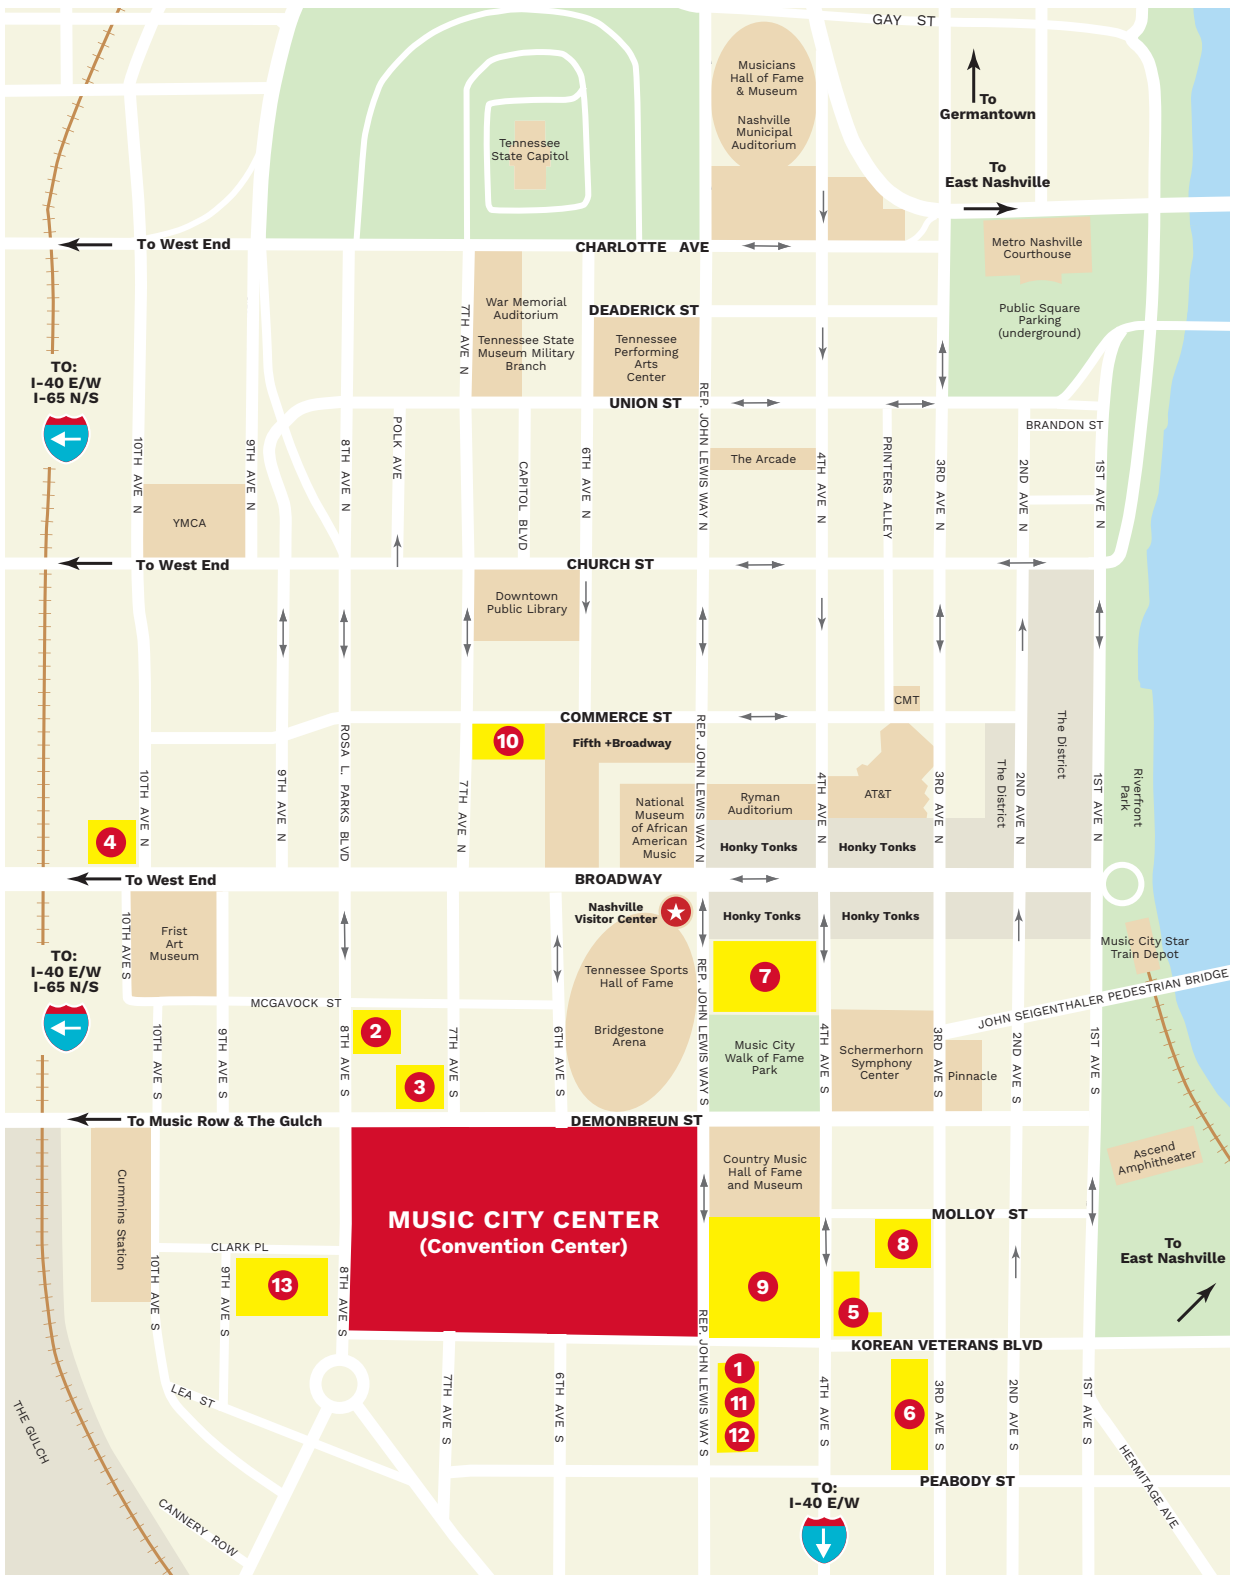 GAY ST
Musicians
Hall of Fame
& Museum
Nashville
Municipal
Auditorium
To
Germantown
Tennessee
State Capitol
To
East Nashville
To West End
CHARLOTTE AVE
Metro Nashville
Courthouse
War Memorial
Auditorium
Tennessee State
Museum Military
Branch
DEADERICK ST
Tennessee
Performing
Arts
Center
Public Square
Parking
(underground)
7TH AVE N
TO:
I-40 E/W
I-65 N/S
UNION ST
REP. JOHN LEWIS WAY N
BRANDON ST
10TH AVE N
9TH AVE N
8TH AVE N
POLK AVE
CAPITOL BLVD
6TH AVE N
The Arcade
4TH AVE N
PRINTERS ALLEY
3RD AVE N
2ND AVE N
1ST AVE N
YMCA
To West End
CHURCH ST
Downtown
Public Library
CMT
COMMERCE ST
10
Fifth +Broadway
ROSA L. PARKS BLVD
REP. JOHN LEWIS WAY N
The District
The District
10TH AVE N
9TH AVE N
7TH AVE N
4TH AVE N
3RD AVE N
2ND AVE N
1ST AVE N
Riverfront
Park
National
Museum
of African
American
Music
Ryman
Auditorium
AT&T
4
Honky Tonks
Honky Tonks
To West End
BROADWAY
Nashville
Visitor Center
Honky Tonks
Honky Tonks
10TH AVE S
Frist
Art
Museum
TO:
I-40 E/W
I-65 N/S
Tennessee Sports
Hall of Fame
Bridgestone
Arena
REP. JOHN LEWIS WAY S
7
Music City Star
Train Depot
JOHN SEIGENTHALER PEDESTRIAN BRIDGE
MCGAVOCK ST
10TH AVE S
9TH AVE S
8TH AVE S
2
7TH AVE S
6TH AVE S
3
Music City
Walk of Fame
Park
4TH AVE S
Schermerhorn
Symphony
Center
3RD AVE S
Pinnacle
2ND AVE S
1ST AVE S
To Music Row & The Gulch
DEMONBREUN ST
Cummins Station
MUSIC CITY CENTER
(Convention Center)
Country Music
Hall of Fame
and Museum
Ascend
Amphitheater
MOLLOY ST
8
To
East Nashville
CLARK PL
10TH AVE S
9TH AVE S
13
8TH AVE S
9
5
REP. JOHN LEWIS WAY S
KOREAN VETERANS BLVD
1
11
12
6
LEA ST
7TH AVE S
6TH AVE S
4TH AVE S
3RD AVE S
2ND AVE S
1ST AVE S
THE GULCH
HERMITAGE AVE
PEABODY ST
TO:
I-40 E/W
CANNERY ROW